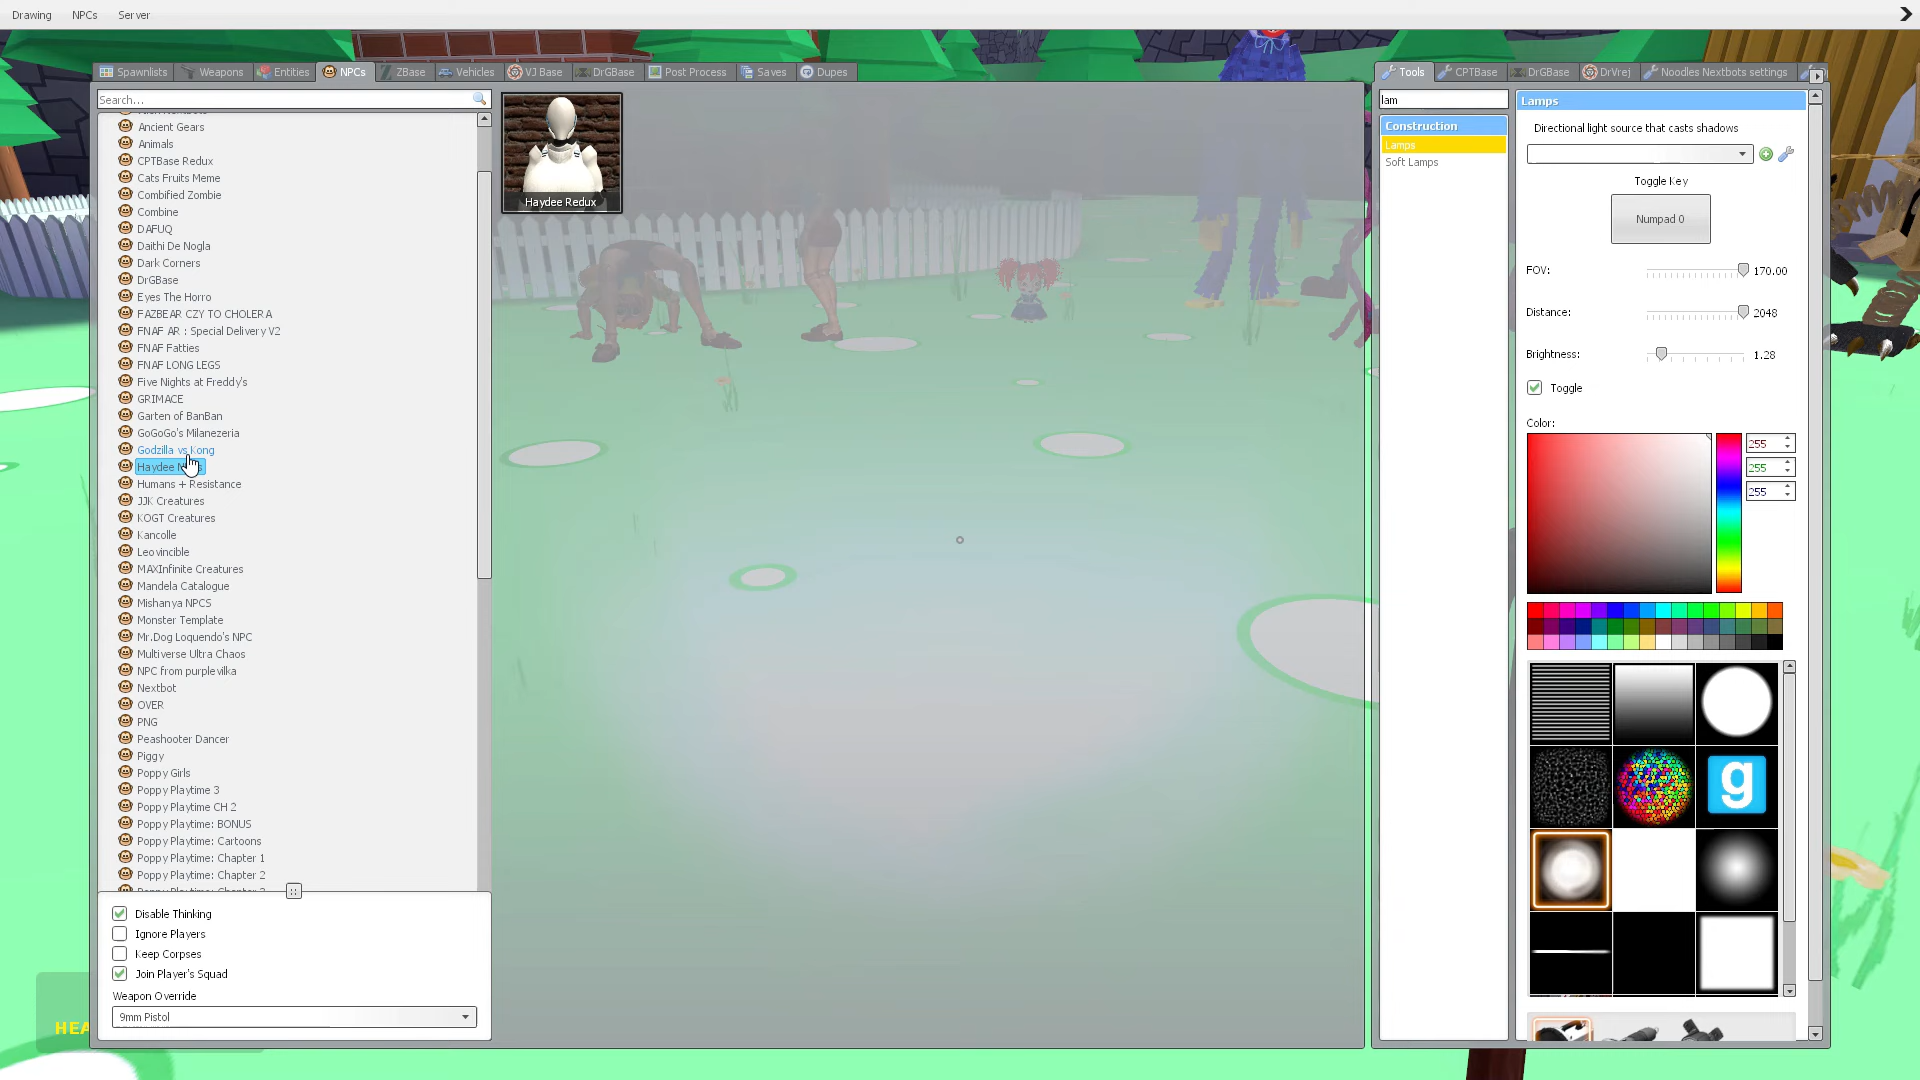 Drawing NPCs Server
Spawnlists Weapons Entities NPCs ZBase Vehicles VJ Base DrGBase Post Process Saves Dupes
Tools CPTBase DrGBase DrVrej Noodles Nextbots settings
Search...
Ancient Gears
Animals
CPTBase Redux
Cats Fruits Meme
Combified Zombie
Combine
DAFUQ
Daithi De Nogla
Dark Corners
DrGBase
Eyes The Horro
FAZBEAR CZY TO CHOLERA
FNAF AR : Special Delivery V2
FNAF Fatties
FNAF LONG LEGS
Five Nights at Freddy's
GRIMACE
Garten of BanBan
GoGoGo's Milanezeria
Godzilla vs Kong
Haydee
Humans + Resistance
JJK Creatures
KOGT Creatures
Kancolle
Leovincible
MAXInfinite Creatures
Mandela Catalogue
Mishanya NPCS
Monster Template
Mr.Dog Loquendo's NPC
Multiverse Ultra Chaos
NPC from purplevilka
Nextbot
OVER
PNG
Peashooter Dancer
Piggy
Poppy Girls
Poppy Playtime 3
Poppy Playtime CH 2
Poppy Playtime: BONUS
Poppy Playtime: Cartoons
Poppy Playtime: Chapter 1
Poppy Playtime: Chapter 2
Disable Thinking
Ignore Players
Keep Corpses
Join Player's Squad
Weapon Override
9mm Pistol
Haydee Redux
lam
Construction
Lamps
Soft Lamps
Lamps
Directional light source that casts shadows
Toggle Key
Numpad 0
FOV: 170.00
Distance: 2048
Brightness: 1.28
Toggle
Color:
255
255
255
g